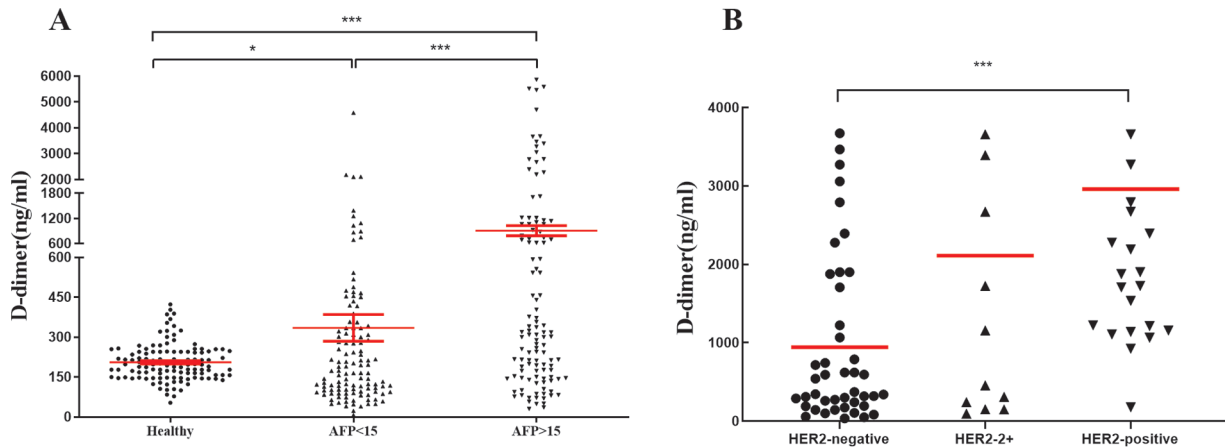 A
***
*
***
D-dimer(ng/ml)
6000
5000
4000
3000
2000
1800
1200
600
600
450
300
150
0
Healthy
AFP<15
AFP>15
B
***
D-dimer(ng/ml)
4000
3000
2000
1000
0
HER2-negative
HER2-2+
HER2-positive